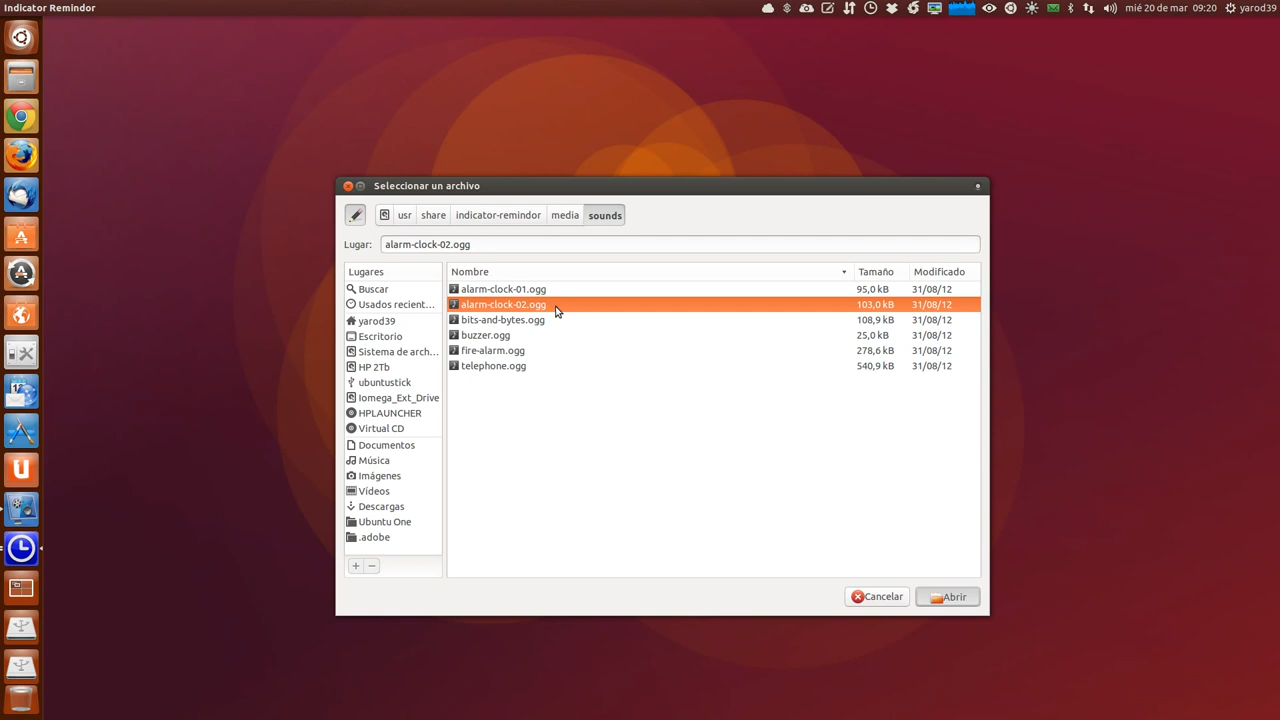 Indicator Remindor
mié 20 de mar 09:20 yarod39
Seleccionar un archivo
usr share indicator-remindor media sounds
Lugar: alarm-clock-02.ogg
Lugares
Buscar
Usados recient...
yarod39
Escritorio
Sistema de arch...
HP 2Tb
ubuntustick
Iomega_Ext_Drive
HPLAUNCHER
Virtual CD
Documentos
Música
Imágenes
Vídeos
Descargas
Ubuntu One
.adobe
Nombre Tamaño Modificado
alarm-clock-01.ogg 95,0 kB 31/08/12
alarm-clock-02.ogg 103,0 kB 31/08/12
bits-and-bytes.ogg 108,9 kB 31/08/12
buzzer.ogg 25,0 kB 31/08/12
fire-alarm.ogg 278,6 kB 31/08/12
telephone.ogg 540,9 kB 31/08/12
Cancelar Abrir